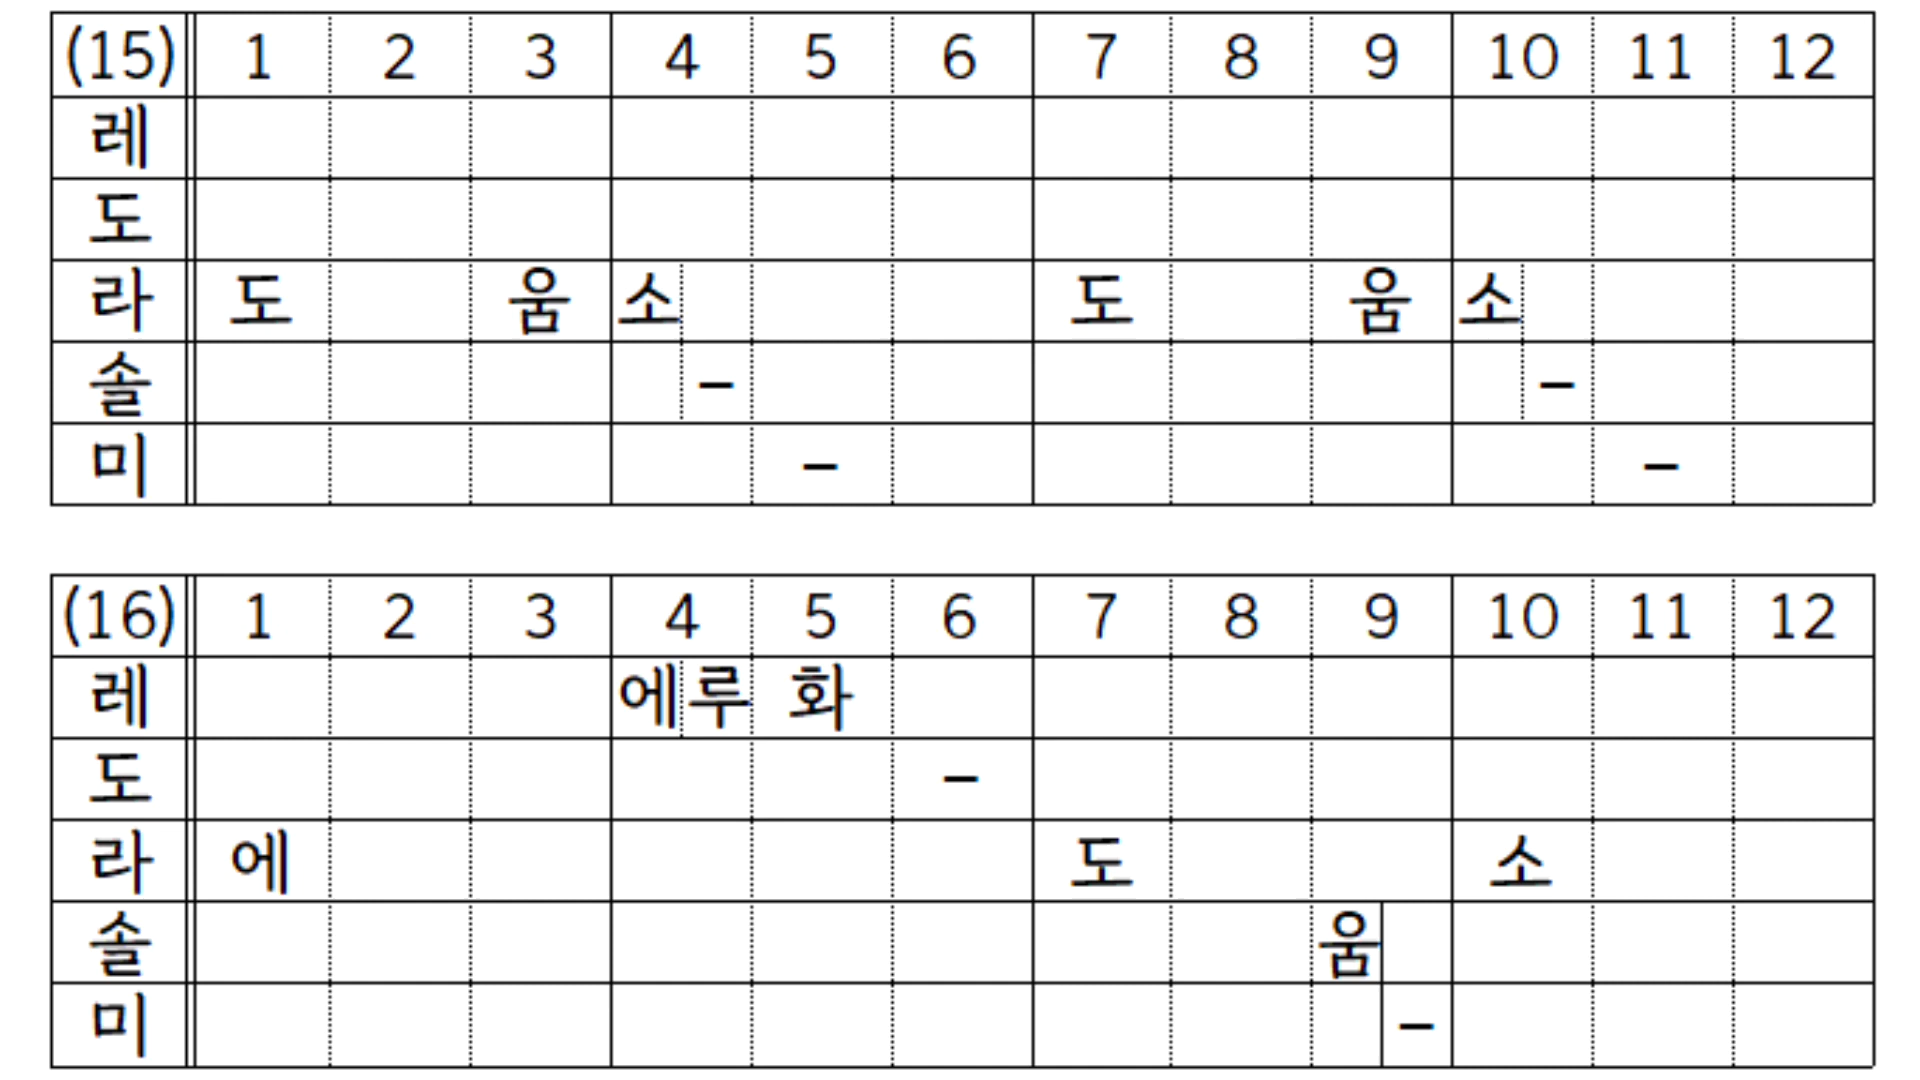 (15) 1 2 3 4 5 6 7 8 9 10 11 12
레
도
라 도 움 소 도 움 소
솔 – –
미 – –
(16) 1 2 3 4 5 6 7 8 9 10 11 12
레 에 루 화
도 –
라 에 도 소
솔 움
미 –